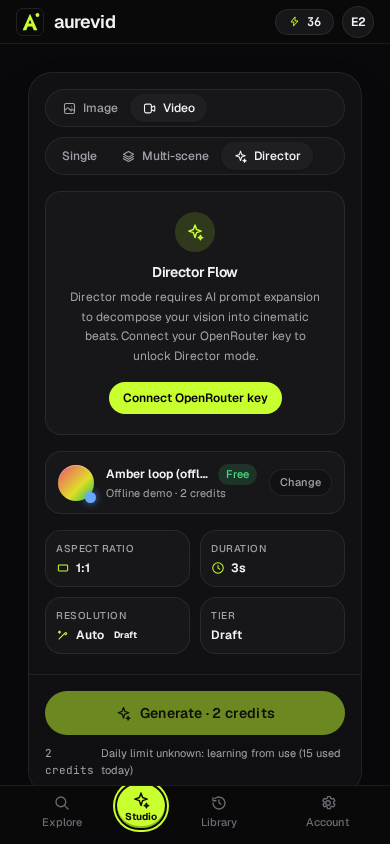 aurevid
36
E2
Image
Video
Single
Multi-scene
Director
Director Flow
Director mode requires AI prompt expansion
to decompose your vision into cinematic
beats. Connect your OpenRouter key to
unlock Director mode.
Connect OpenRouter key
Amber loop (offl...
Free
Offline demo · 2 credits
Change
ASPECT RATIO
1:1
DURATION
3s
RESOLUTION
Auto Draft
TIER
Draft
Generate · 2 credits
2
credits
Daily limit unknown: learning from use (15 used
today)
Explore
Studio
Library
Account